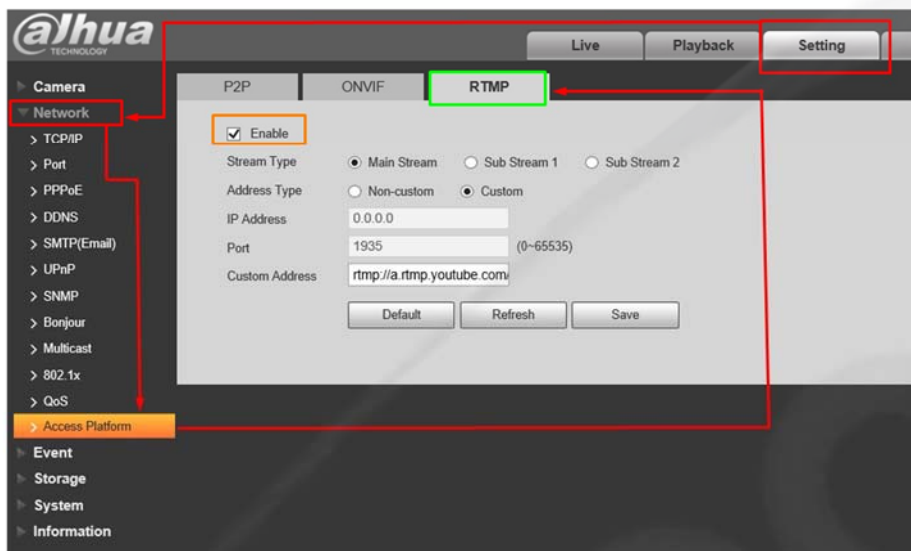 alhua
TECHNOLOGY
Live Playback Setting
Camera
Network
> TCP/IP
> Port
> PPPoE
> DDNS
> SMTP(Email)
> UPnP
> SNMP
> Bonjour
> Multicast
> 802.1x
> QoS
> Access Platform
Event
Storage
System
Information
P2P ONVIF RTMP
Enable
Stream Type Main Stream Sub Stream 1 Sub Stream 2
Address Type Non-custom Custom
IP Address 0.0.0.0
Port 1935 (0~65535)
Custom Address rtmp://a.rtmp.youtube.com/
Default Refresh Save